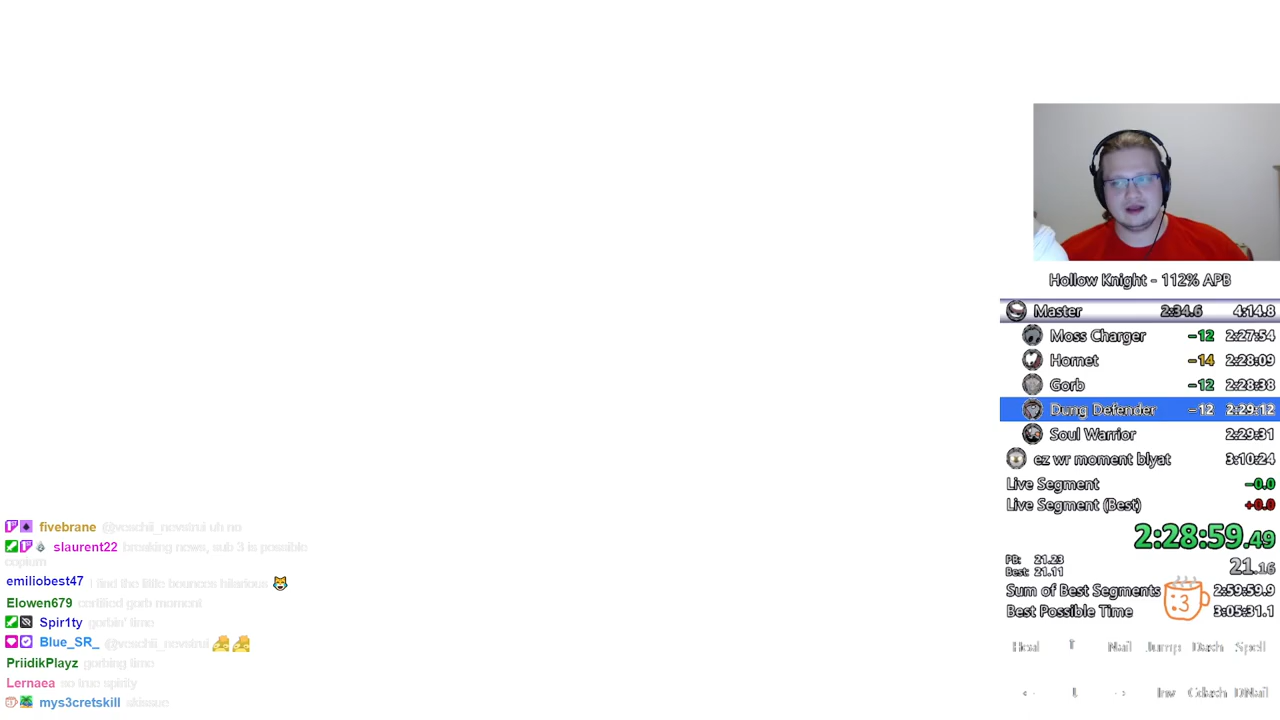 Hollow Knight - 112% APB
Master 2:34.6 4:14.8
Moss Charger -12 2:27:54
Hornet -14 2:28:09
Gorb -12 2:28:38
Dung Defender -12 2:29:12
Soul Warrior 2:29:31
ez wr moment blyat 3:10:24
Live Segment -0.0
Live Segment (Best) +0.0
2:28:59.49
PB: 21.23
Best: 21.11
21.16
Sum of Best Segments 2:59:59.9
Best Possible Time 3:05:31.1
:3
Heal ↑ Nail Jump Dash Spell
← ↓ → Inv Cdash DNail
fivebrane @veschii_novstrui uh no
slaurent22 breaking news, sub 3 is possible
copium
emiliobest47 I find the little bounces hilarious
Elowen679 certified gorb moment
Spir1ty gorbin' time
Blue_SR_ @veschii_novstrui
PriidikPlayz gorbing time
Lernaea so true spirity
mys3cretskill skissue